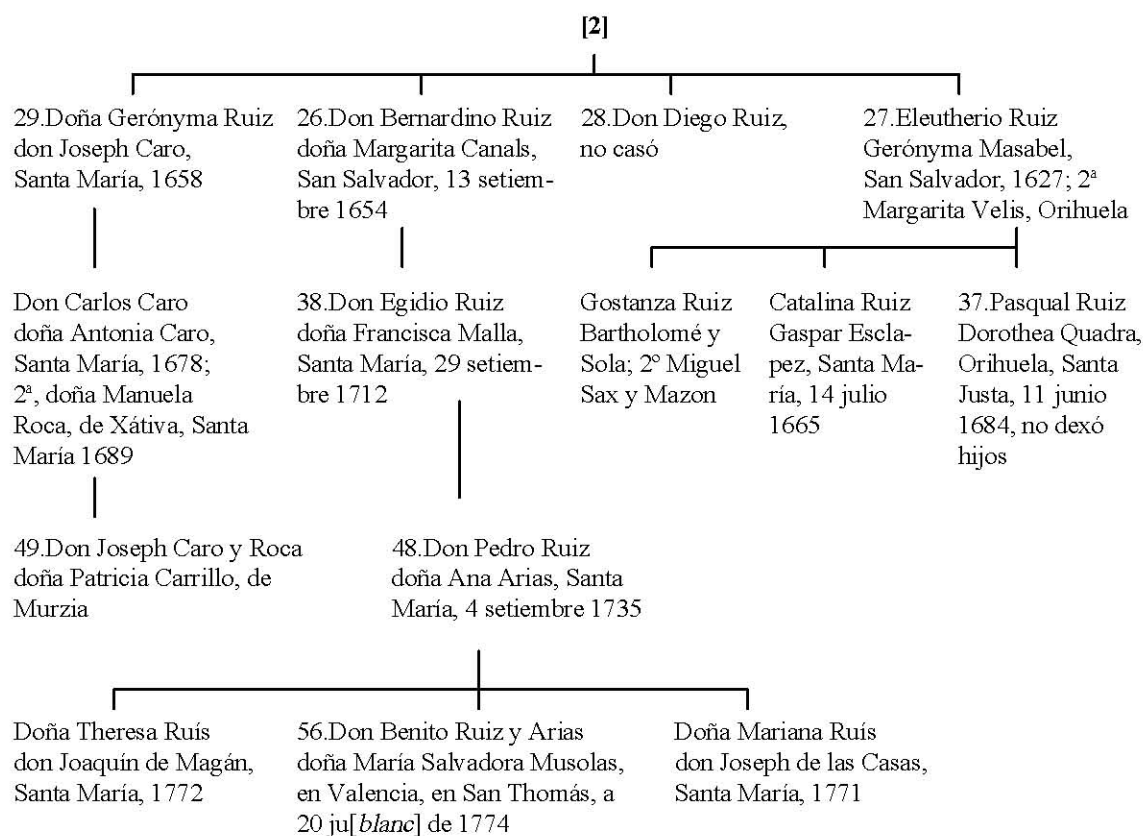 [2]
29.Doña Gerónyma Ruiz
don Joseph Caro,
Santa María, 1658
26.Don Bernardino Ruiz
doña Margarita Canals,
San Salvador, 13 setiem-
bre 1654
28.Don Diego Ruiz,
no casó
27.Eleutherio Ruiz
Gerónyma Masabel,
San Salvador, 1627; 2ª
Margarita Velis, Orihuela
Don Carlos Caro
doña Antonia Caro,
Santa María, 1678;
2ª, doña Manuela
Roca, de Xátiva, Santa
María 1689
38.Don Egidio Ruiz
doña Francisca Malla,
Santa María, 29 setiem-
bre 1712
Gostanza Ruiz
Bartholomé y
Sola; 2º Miguel
Sax y Mazon
Catalina Ruiz
Gaspar Escla-
pez, Santa Ma-
ría, 14 julio
1665
37.Pasqual Ruiz
Dorothea Quadra,
Orihuela, Santa
Justa, 11 junio
1684, no dexó
hijos
49.Don Joseph Caro y Roca
doña Patricia Carrillo, de
Murzia
48.Don Pedro Ruiz
doña Ana Arias, Santa
María, 4 setiembre 1735
Doña Theresa Ruís
don Joaquín de Magán,
Santa María, 1772
56.Don Benito Ruiz y Arias
doña María Salvadora Musolas,
en Valencia, en San Thomás, a
20 ju[blanc] de 1774
Doña Mariana Ruís
don Joseph de las Casas,
Santa María, 1771